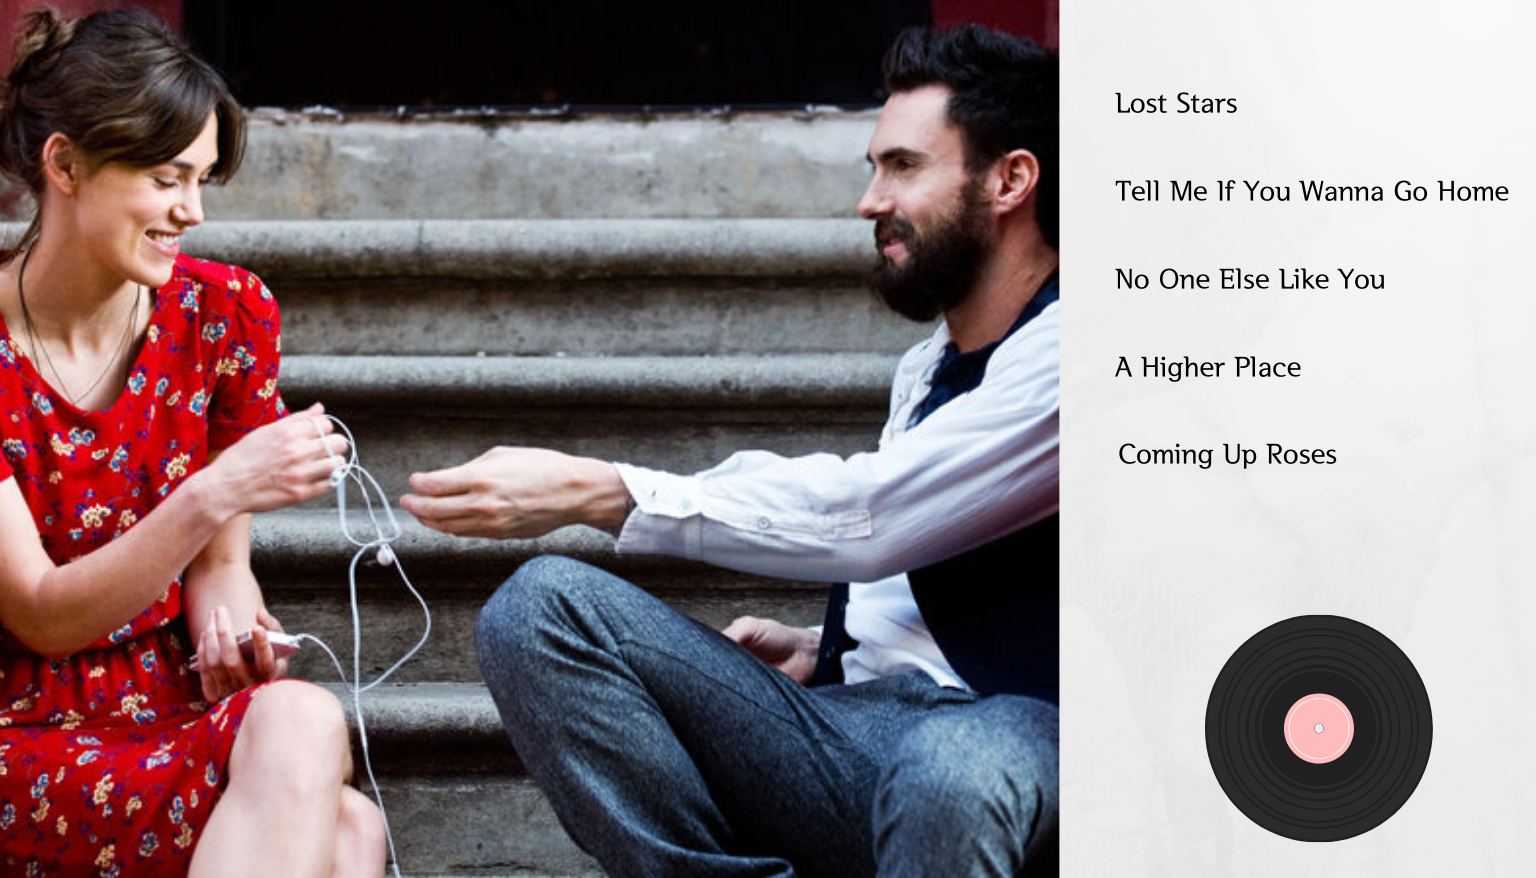 Lost Stars
Tell Me If You Wanna Go Home
No One Else Like You
A Higher Place
Coming Up Roses